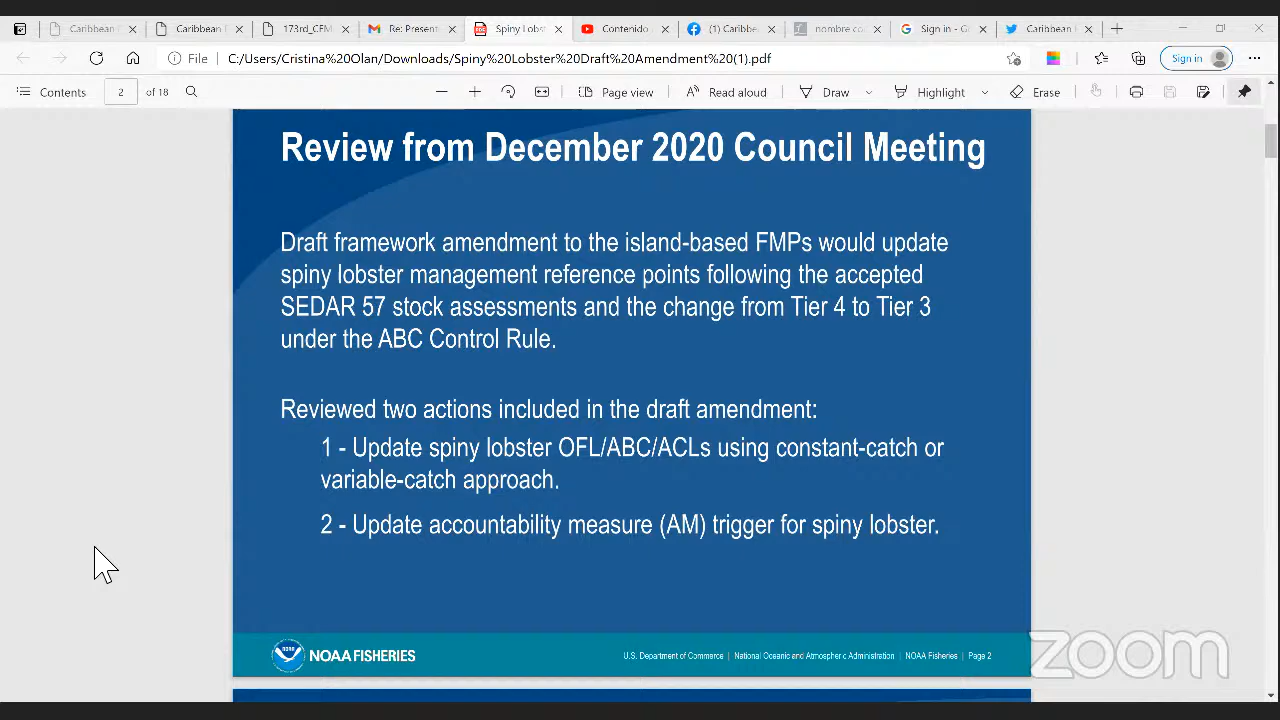 Caribbean
Caribbean
173rd_CFM
Re: Present
Spiny Lobst
Contenido
(1) Caribbe
nombre co
Sign in - G
Caribbean
File
C:/Users/Cristina%20Olan/Downloads/Spiny%20Lobster%20Draft%20Amendment%20(1).pdf
Sign in
Contents
2
of 18
Page view
Read aloud
Draw
Highlight
Erase
Review from December 2020 Council Meeting
Draft framework amendment to the island-based FMPs would update
spiny lobster management reference points following the accepted
SEDAR 57 stock assessments and the change from Tier 4 to Tier 3
under the ABC Control Rule.
Reviewed two actions included in the draft amendment:
1 - Update spiny lobster OFL/ABC/ACLs using constant-catch or
variable-catch approach.
2 - Update accountability measure (AM) trigger for spiny lobster.
NOAA
NOAA FISHERIES
U.S. Department of Commerce | National Oceanic and Atmospheric Administration | NOAA Fisheries | Page 2
zoom